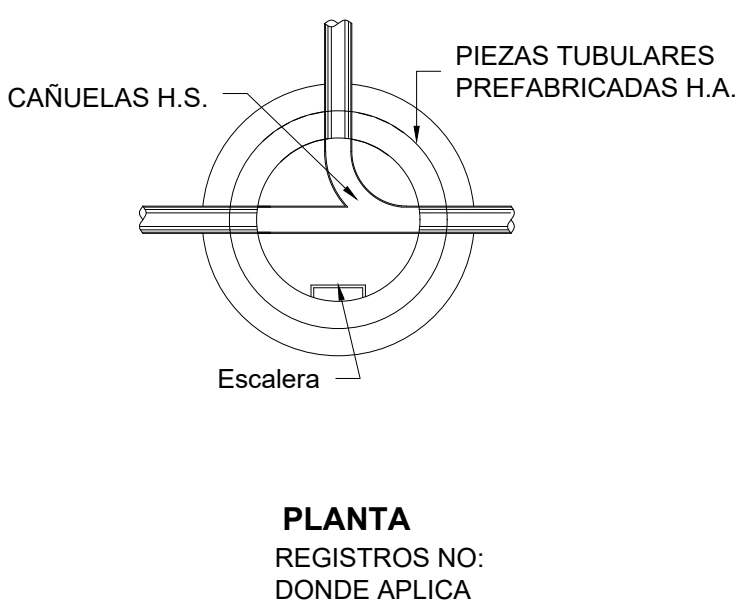 PIEZAS TUBULARES
PREFABRICADAS H.A.
CAÑUELAS H.S.
Escalera
PLANTA
REGISTROS NO:
DONDE APLICA